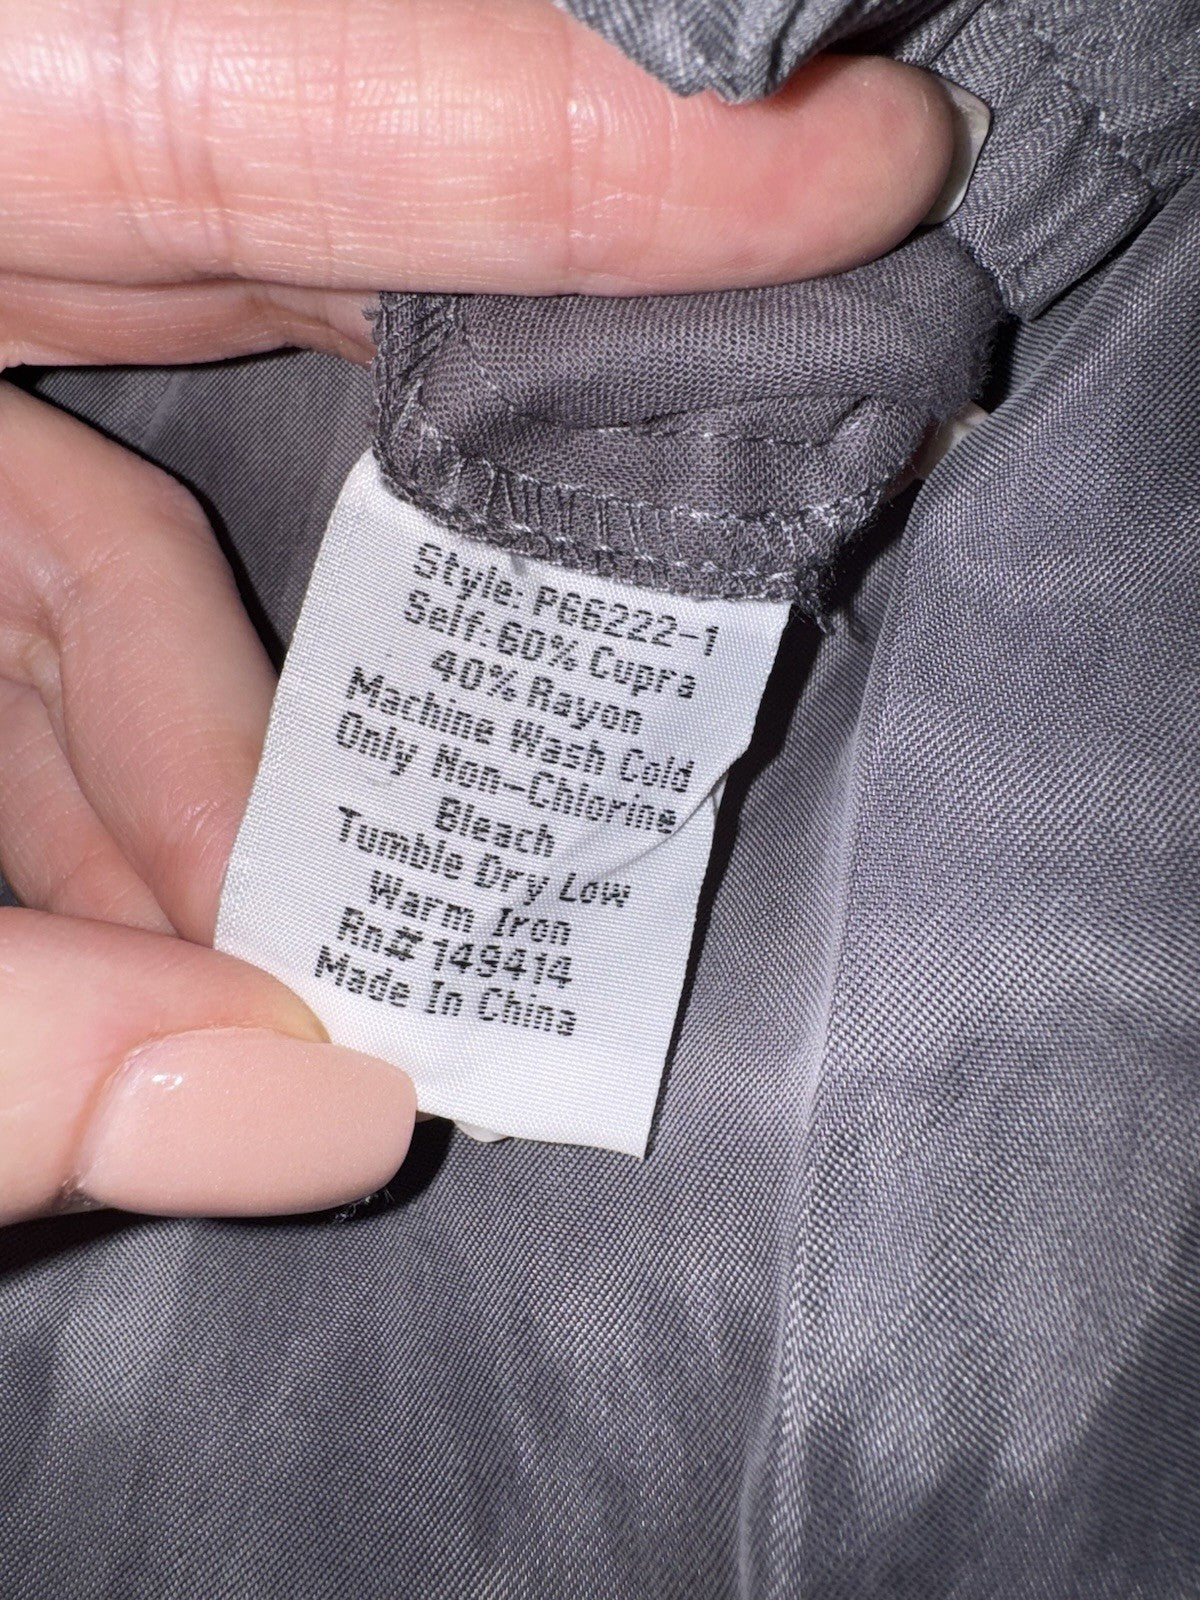 Style: P66222-1
Self: 60% Cupra
40% Rayon
Machine Wash Cold
Only Non-Chlorine
Bleach
Tumble Dry Low
Warm Iron
Rn# 149414
Made In China